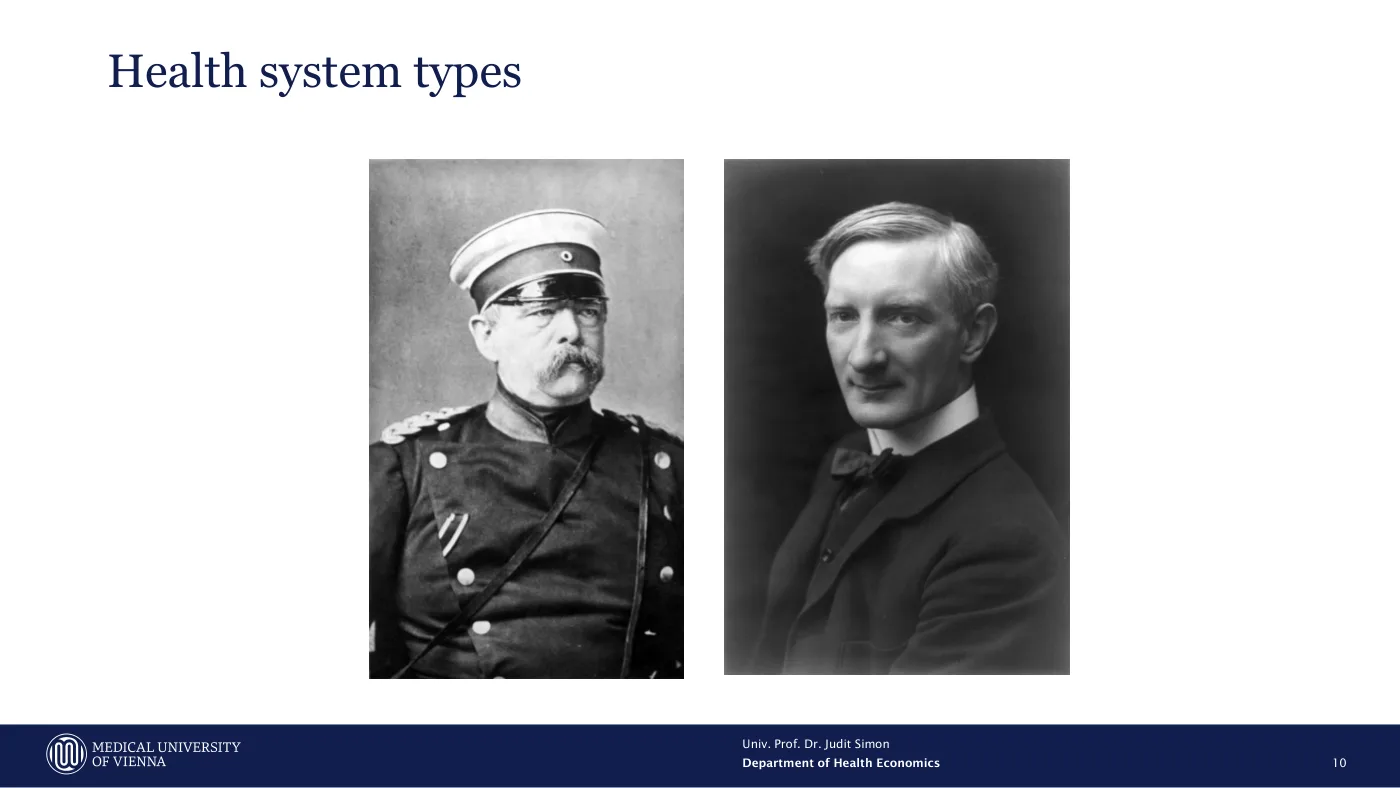 Health system types
MEDICAL UNIVERSITY
OF VIENNA
Univ. Prof. Dr. Judit Simon
Department of Health Economics
10